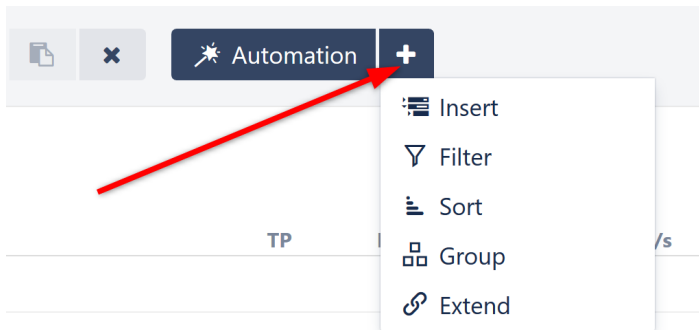 Automation
Insert
Filter
Sort
TP
/s
Group
Extend